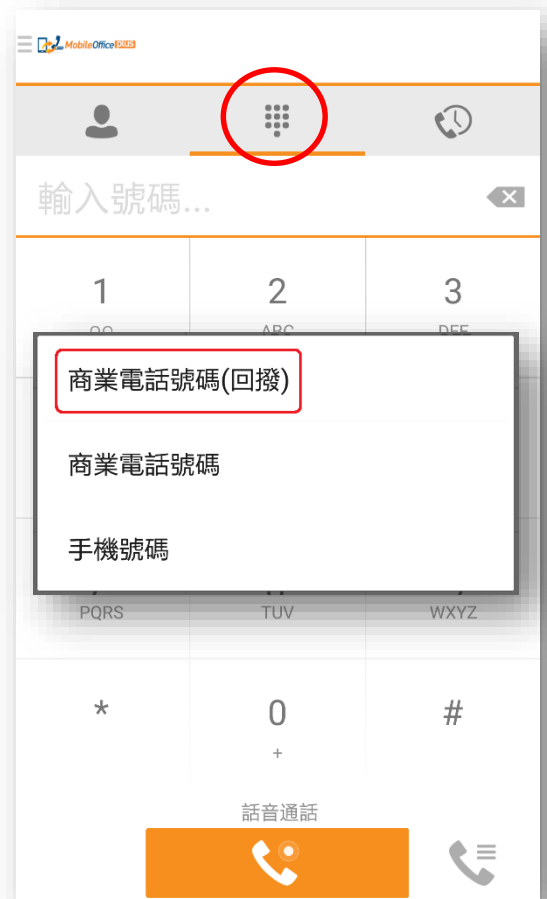 MobileOffice PLUS
輸入號碼...
1
2
3
ABC
DEF
商業電話號碼(回撥)
商業電話號碼
手機號碼
PQRS
TUV
WXYZ
*
0
#
+
話音通話